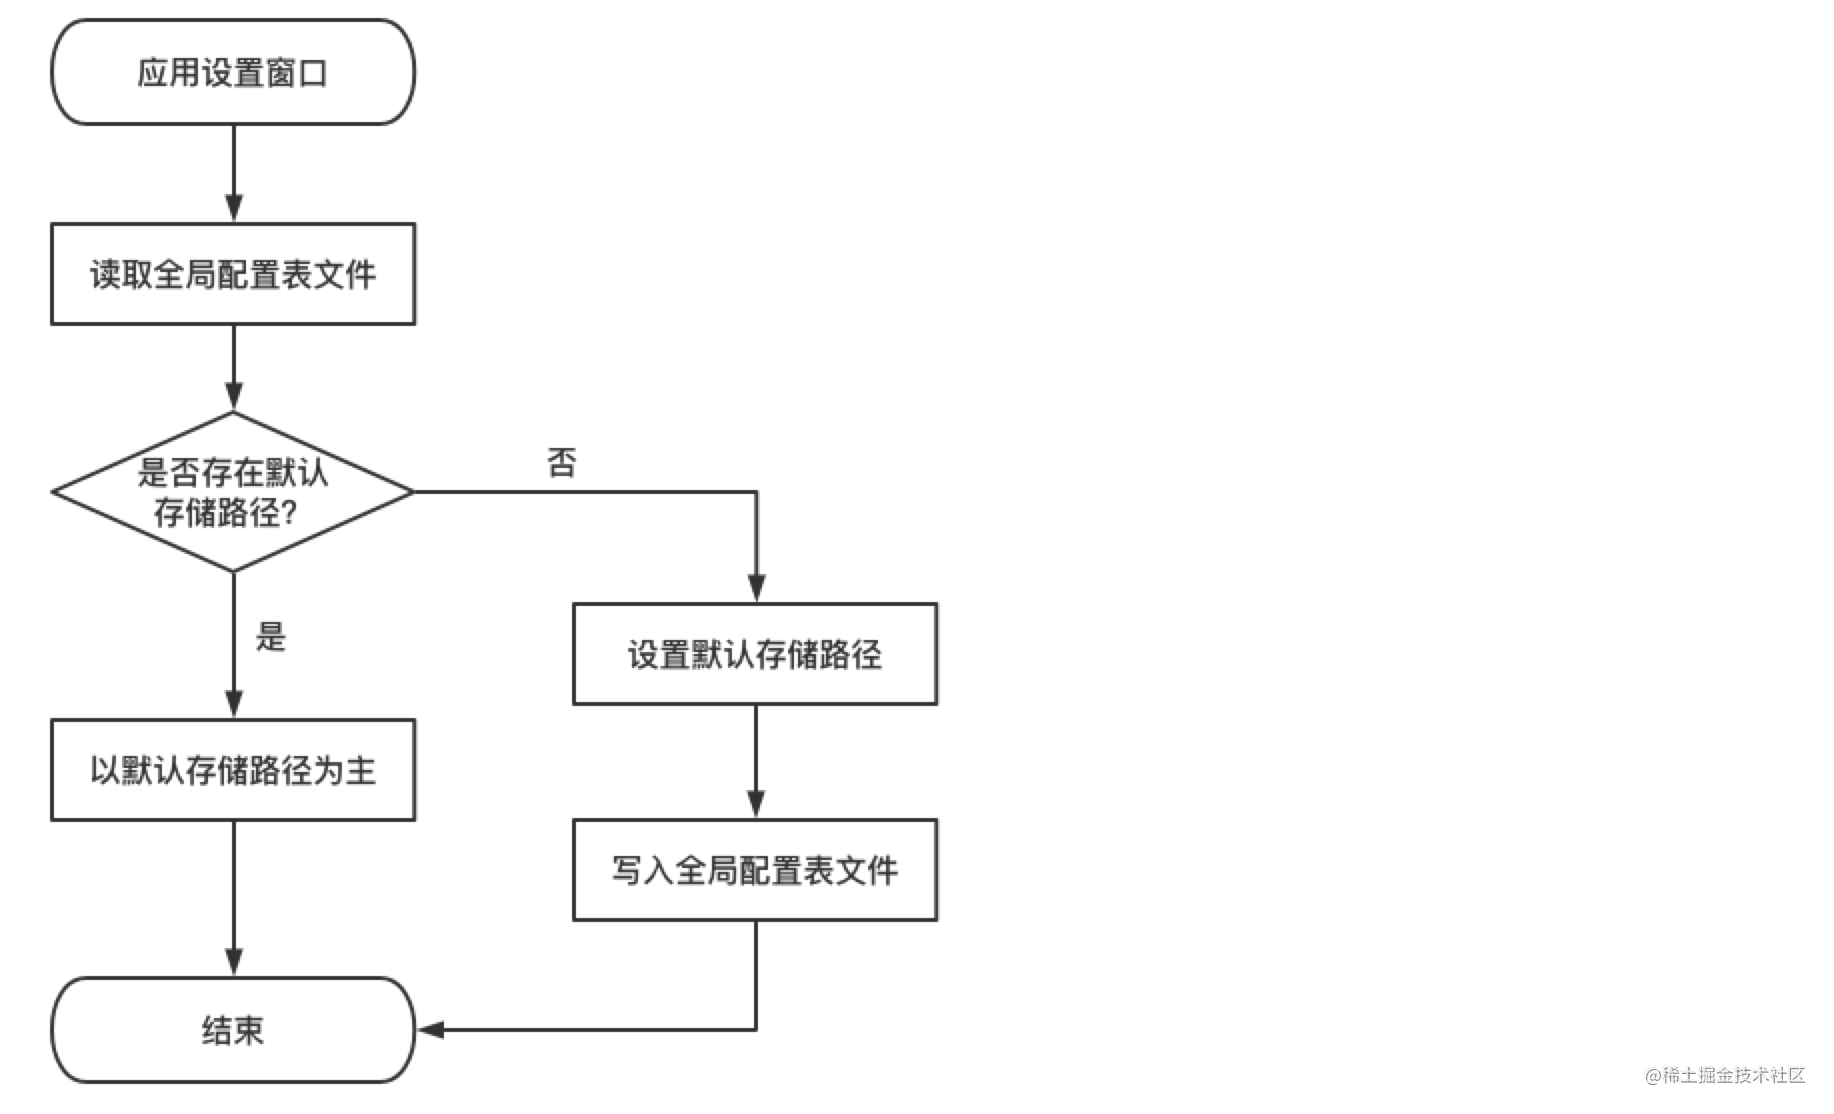 应用设置窗口
读取全局配置表文件
是否存在默认
存储路径?
否
是
设置默认存储路径
以默认存储路径为主
写入全局配置表文件
结束
@稀土掘金技术社区